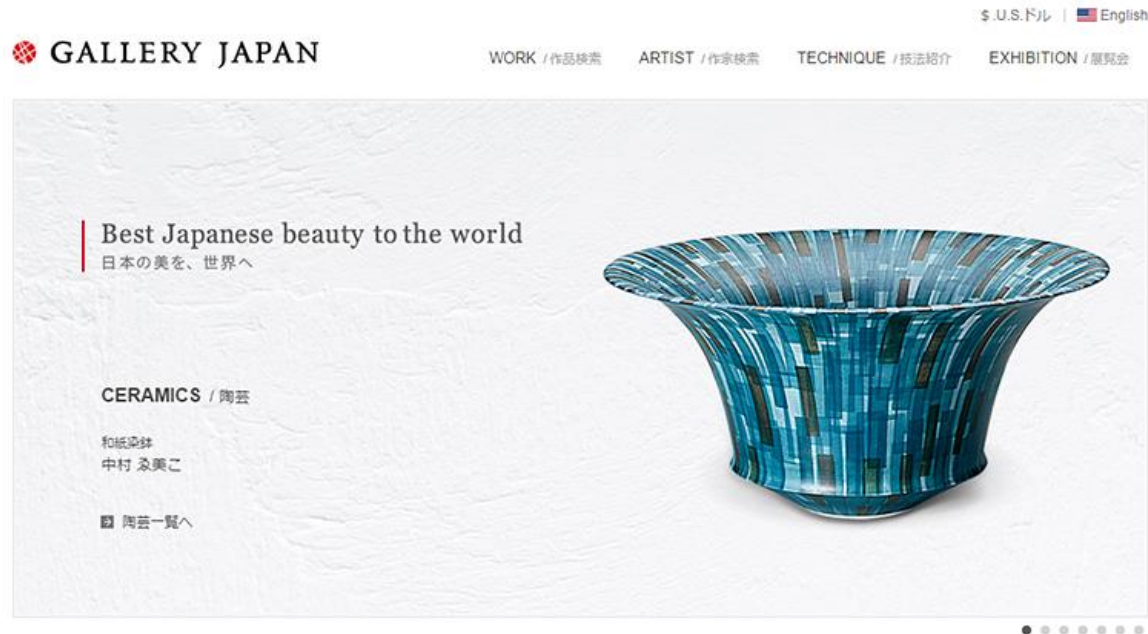 $ .U.S.ドル | English
GALLERY JAPAN
WORK / 作品検索 ARTIST / 作家検索 TECHNIQUE / 技法紹介 EXHIBITION / 展覧会
Best Japanese beauty to the world
日本の美を、世界へ
CERAMICS / 陶芸
和紙染鉢
中村 ゑ美こ
陶芸一覧へ